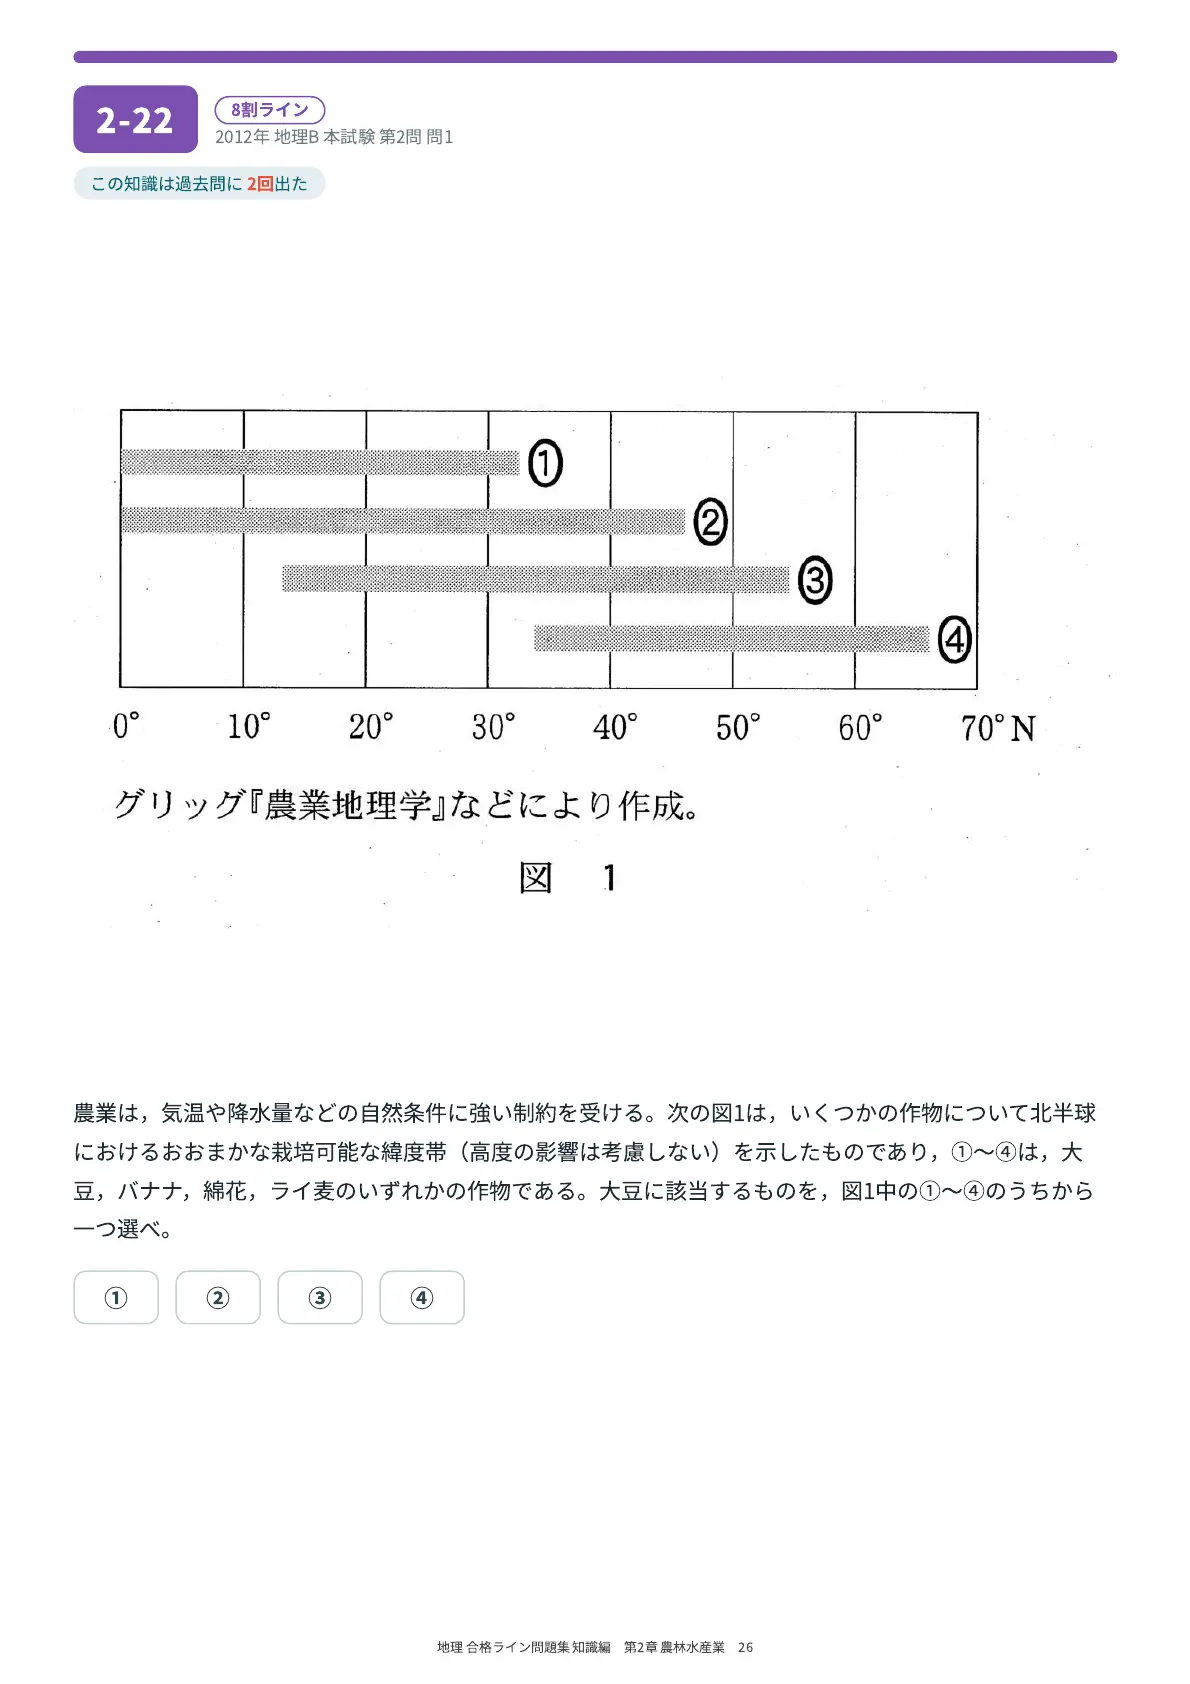 2-22
8割ライン
2012年 地理B 本試験 第2問 問1
この知識は過去問に 2回出た
①
②
③
④
0° 10° 20° 30° 40° 50° 60° 70°N
グリッグ『農業地理学』などにより作成。
図 1
農業は，気温や降水量などの自然条件に強い制約を受ける。次の図1は，いくつかの作物について北半球
におけるおおまかな栽培可能な緯度帯（高度の影響は考慮しない）を示したものであり，①〜④は，大
豆，バナナ，綿花，ライ麦のいずれかの作物である。大豆に該当するものを，図1中の①〜④のうちから
一つ選べ。
① ② ③ ④
地理 合格ライン問題集 知識編 第2章 農林水産業 26